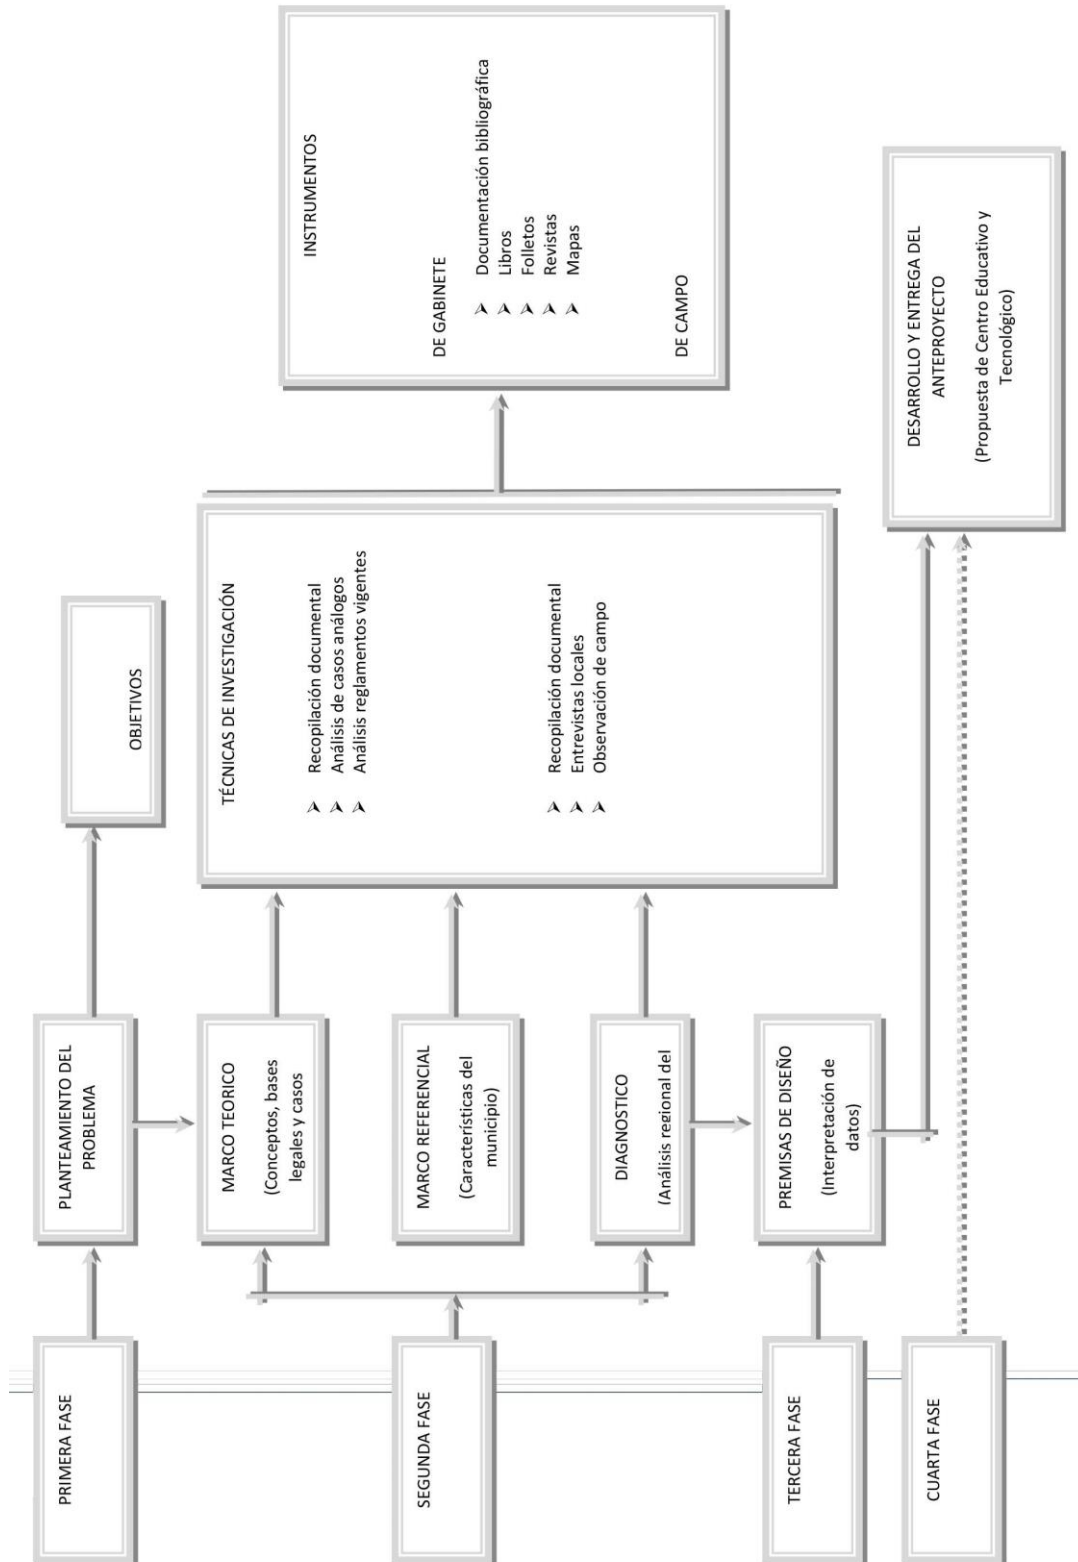 PRIMERA FASE
PLANTEAMIENTO DEL
PROBLEMA
OBJETIVOS
SEGUNDA FASE
MARCO TEORICO
(Conceptos, bases
legales y casos
MARCO REFERENCIAL
(Características del
municipio)
DIAGNOSTICO
(Análisis regional del
TÉCNICAS DE INVESTIGACIÓN
➢ Recopilación documental
➢ Análisis de casos análogos
➢ Análisis reglamentos vigentes
➢ Recopilación documental
➢ Entrevistas locales
➢ Observación de campo
INSTRUMENTOS
DE GABINETE
➢ Documentación bibliográfica
➢ Libros
➢ Folletos
➢ Revistas
➢ Mapas
DE CAMPO
TERCERA FASE
PREMISAS DE DISEÑO
(Interpretación de
datos)
CUARTA FASE
DESARROLLO Y ENTREGA DEL
ANTEPROYECTO
(Propuesta de Centro Educativo y
Tecnológico)